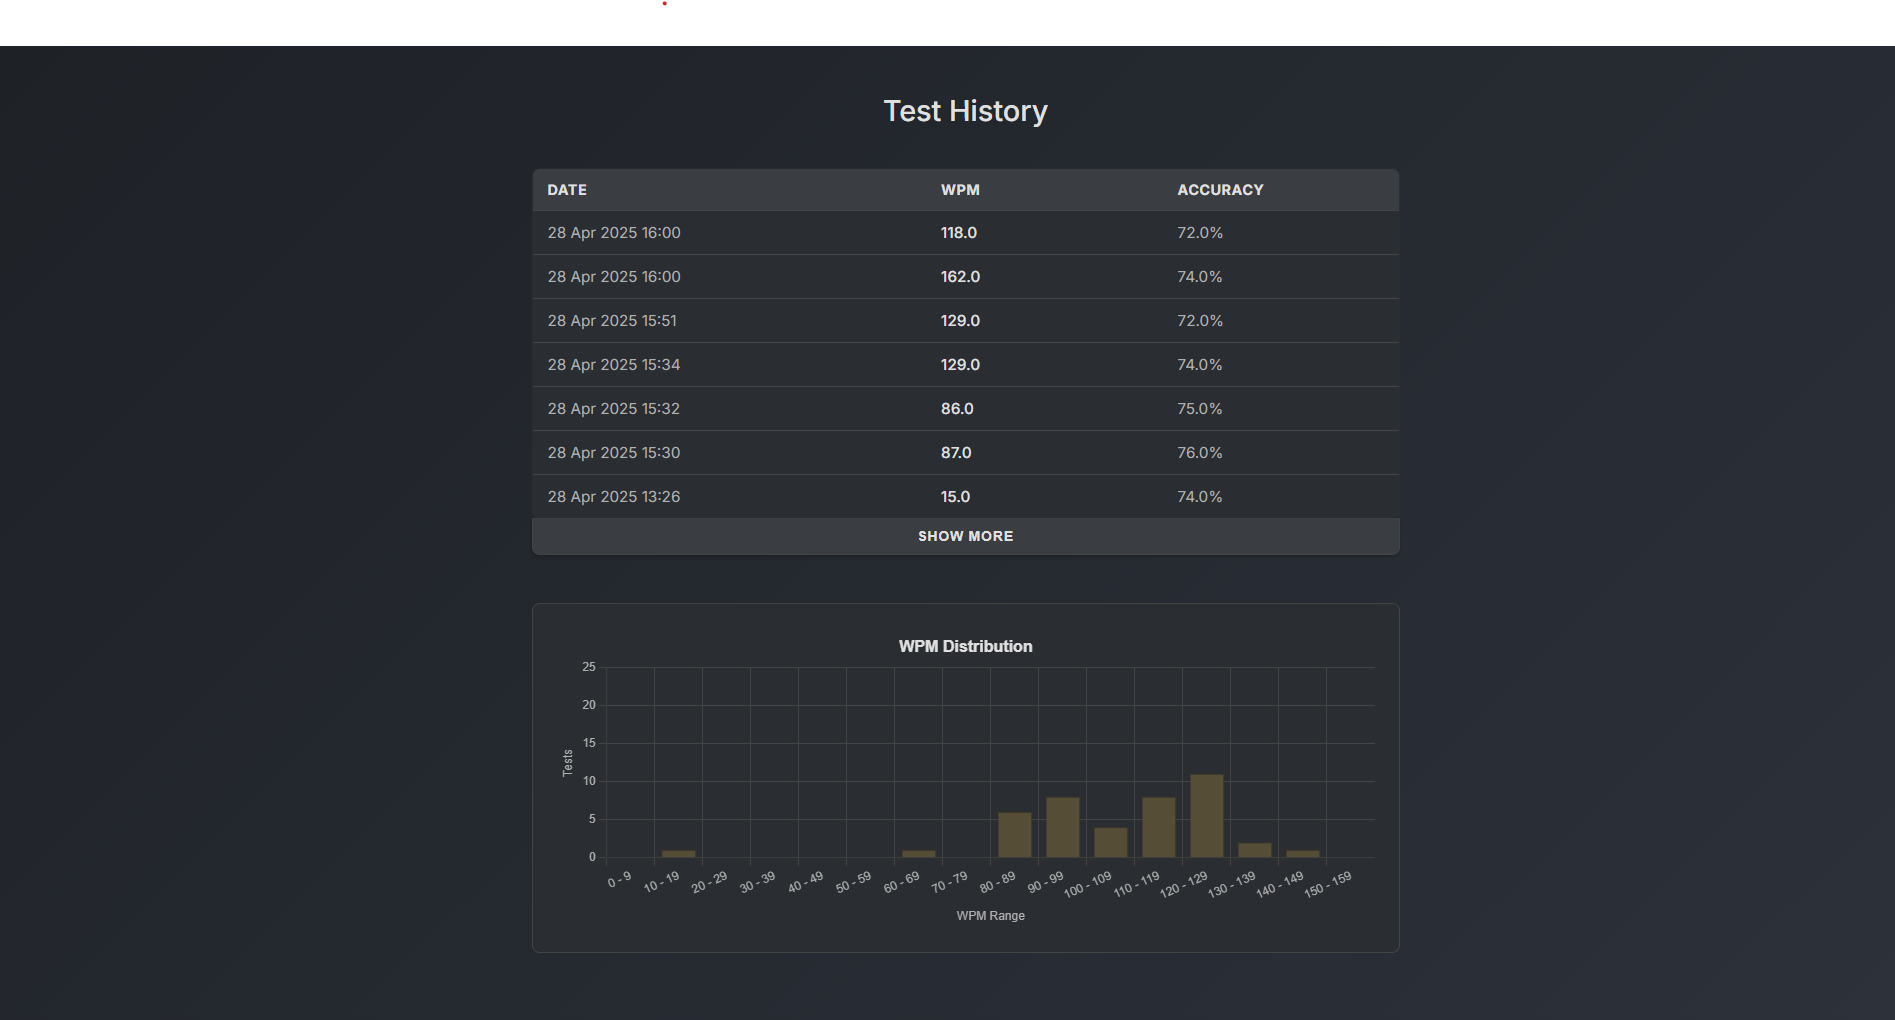 Test History
DATE WPM ACCURACY
28 Apr 2025 16:00 118.0 72.0%
28 Apr 2025 16:00 162.0 74.0%
28 Apr 2025 15:51 129.0 72.0%
28 Apr 2025 15:34 129.0 74.0%
28 Apr 2025 15:32 86.0 75.0%
28 Apr 2025 15:30 87.0 76.0%
28 Apr 2025 13:26 15.0 74.0%
SHOW MORE
WPM Distribution
25
20
15
10
5
0
Tests
0 - 9 10 - 19 20 - 29 30 - 39 40 - 49 50 - 59 60 - 69 70 - 79 80 - 89 90 - 99 100 - 109 110 - 119 120 - 129 130 - 139 140 - 149 150 - 159
WPM Range